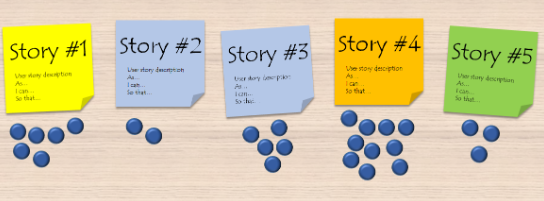 Story #1
User story description
As...
I can...
So that...
Story #2
User story description
As...
I can...
So that...
Story #3
User story description
As...
I can...
So that...
Story #4
User story description
As...
I can...
So that...
Story #5
User story description
As...
I can...
So that...